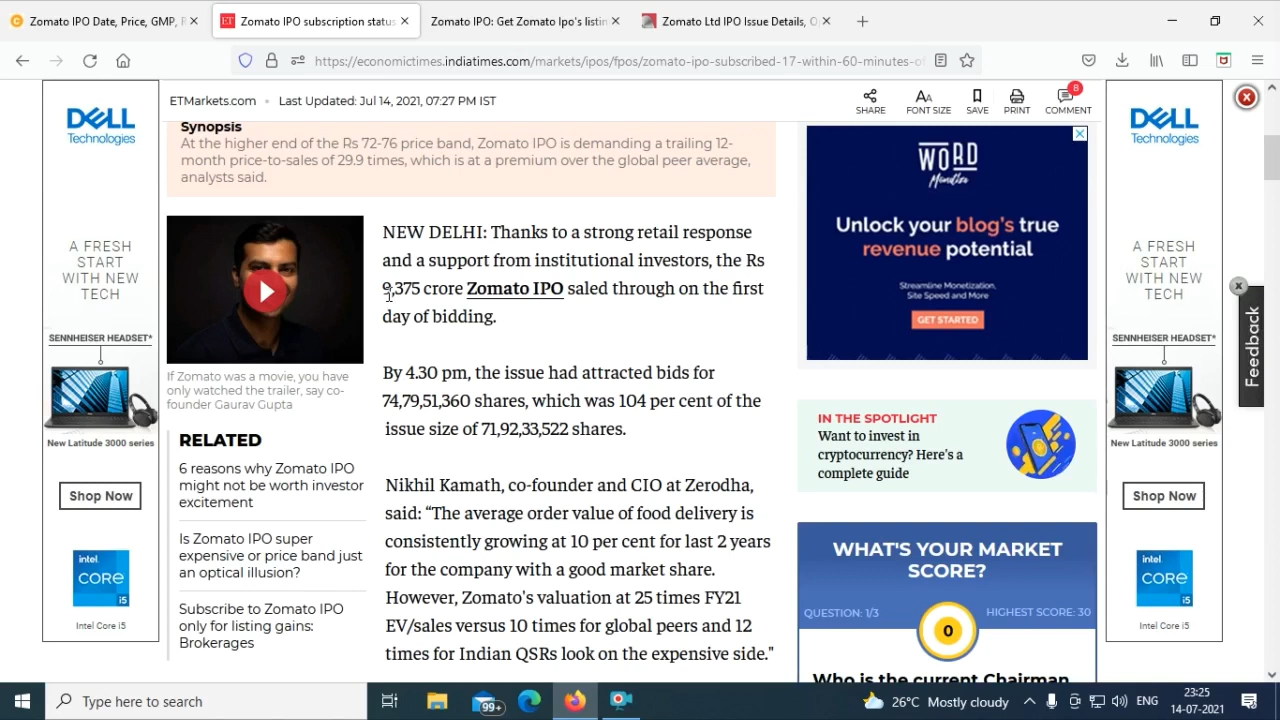 Zomato IPO Date, Price, GMP, R
Zomato IPO subscription status
Zomato IPO: Get Zomato Ipo's listin
Zomato Ltd IPO Issue Details, O
https://economictimes.indiatimes.com/markets/ipos/fpos/zomato-ipo-subscribed-17-within-60-minutes-o
ETMarkets.com • Last Updated: Jul 14, 2021, 07:27 PM IST
SHARE
FONT SIZE
SAVE
PRINT
8
COMMENT
Synopsis
At the higher end of the Rs 72-76 price band, Zomato IPO is demanding a trailing 12-
month price-to-sales of 29.9 times, which is at a premium over the global peer average,
analysts said.
If Zomato was a movie, you have
only watched the trailer, say co-
founder Gaurav Gupta
RELATED
6 reasons why Zomato IPO
might not be worth investor
excitement
Is Zomato IPO super
expensive or price band just
an optical illusion?
Subscribe to Zomato IPO
only for listing gains:
Brokerages
NEW DELHI: Thanks to a strong retail response
and a support from institutional investors, the Rs
9,375 crore Zomato IPO saled through on the first
day of bidding.
By 4.30 pm, the issue had attracted bids for
74,79,51,360 shares, which was 104 per cent of the
issue size of 71,92,33,522 shares.
Nikhil Kamath, co-founder and CIO at Zerodha,
said: “The average order value of food delivery is
consistently growing at 10 per cent for last 2 years
for the company with a good market share.
However, Zomato's valuation at 25 times FY21
EV/sales versus 10 times for global peers and 12
times for Indian QSRs look on the expensive side."
WORD
Monetize
Unlock your blog's true
revenue potential
Streamline Monetization,
Site Speed and More
GET STARTED
IN THE SPOTLIGHT
Want to invest in
cryptocurrency? Here's a
complete guide
WHAT'S YOUR MARKET
SCORE?
QUESTION: 1/3
HIGHEST SCORE: 30
0
Who is the current Chairman
DELL
Technologies
A FRESH
START
WITH NEW
TECH
SENNHEISER HEADSET*
New Latitude 3000 series
Shop Now
intel
CORE
i5
Intel Core i5
DELL
Technologies
A FRESH
START
WITH NEW
TECH
SENNHEISER HEADSET*
New Latitude 3000 series
Shop Now
intel
CORE
i5
Intel Core i5
Feedback
Type here to search
99+
26°C Mostly cloudy
ENG
23:25
14-07-2021